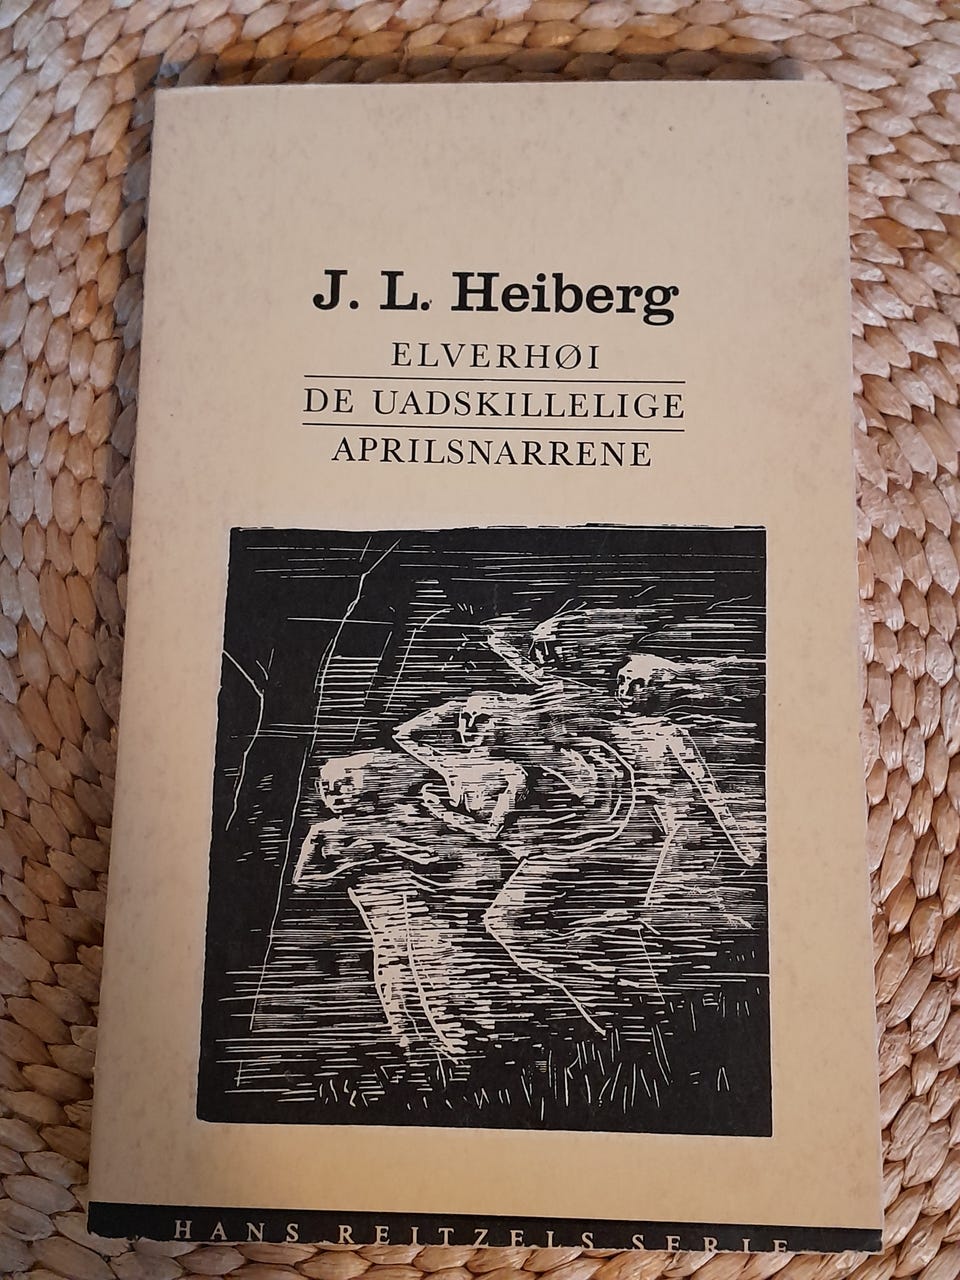 J. L. Heiberg
ELVERHØI
DE UADSKILLELIGE
APRILSNARRENE
HANS REITZELS SERIE